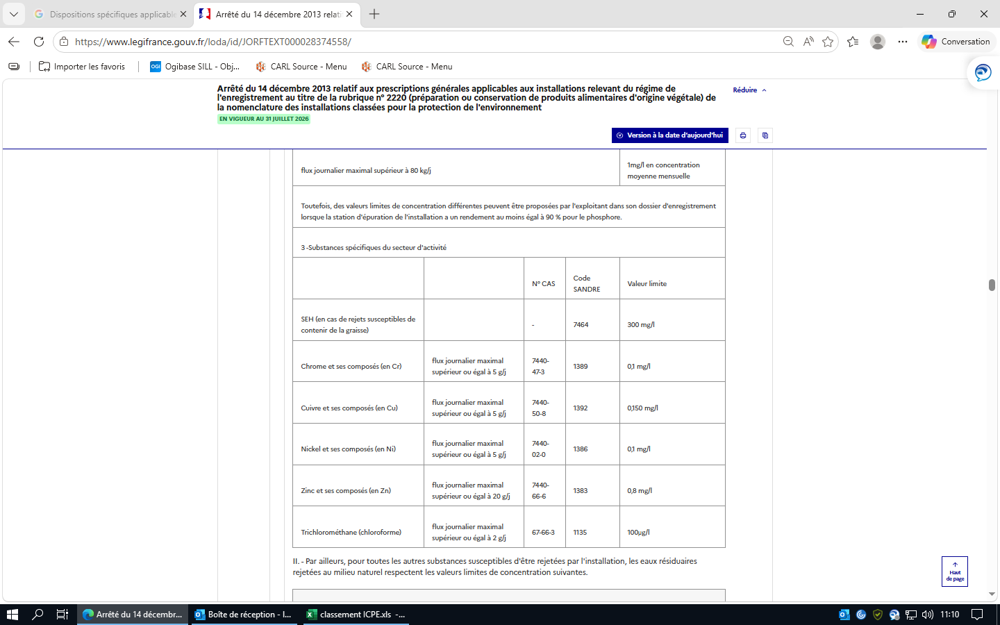 Dispositions spécifiques applicable
Arrêté du 14 décembre 2013 relati
https://www.legifrance.gouv.fr/loda/id/JORFTEXT000028374558/
Conversation
Importer les favoris
OGI
Ogibase SILL - Obj...
CARL Source - Menu
CARL Source - Menu
Arrêté du 14 décembre 2013 relatif aux prescriptions générales applicables aux installations relevant du régime de
l'enregistrement au titre de la rubrique n° 2220 (préparation ou conservation de produits alimentaires d'origine végétale) de
la nomenclature des installations classées pour la protection de l'environnement
Réduire
EN VIGUEUR AU 31 JUILLET 2026
Version à la date d'aujourd'hui
flux journalier maximal supérieur à 80 kg/j
1mg/l en concentration
moyenne mensuelle
Toutefois, des valeurs limites de concentration différentes peuvent être proposées par l'exploitant dans son dossier d'enregistrement
lorsque la station d'épuration de l'installation a un rendement au moins égal à 90 % pour le phosphore.
3 -Substances spécifiques du secteur d'activité
N° CAS
Code
SANDRE
Valeur limite
SEH (en cas de rejets susceptibles de
contenir de la graisse)
-
7464
300 mg/l
Chrome et ses composés (en Cr)
flux journalier maximal
supérieur ou égal à 5 g/j
7440-
47-3
1389
0,1 mg/l
Cuivre et ses composés (en Cu)
flux journalier maximal
supérieur ou égal à 5 g/j
7440-
50-8
1392
0,150 mg/l
Nickel et ses composés (en Ni)
flux journalier maximal
supérieur ou égal à 5 g/j
7440-
02-0
1386
0,1 mg/l
Zinc et ses composés (en Zn)
flux journalier maximal
supérieur ou égal à 20 g/j
7440-
66-6
1383
0,8 mg/l
Trichlorométhane (chloroforme)
flux journalier maximal
supérieur ou égal à 2 g/j
67-66-3
1135
100µg/l
II. - Par ailleurs, pour toutes les autres substances susceptibles d'être rejetées par l'installation, les eaux résiduaires
rejetées au milieu naturel respectent les valeurs limites de concentration suivantes.
Haut
de page
Arrêté du 14 décembr...
Boîte de réception - I...
classement ICPE.xls -...
11:10